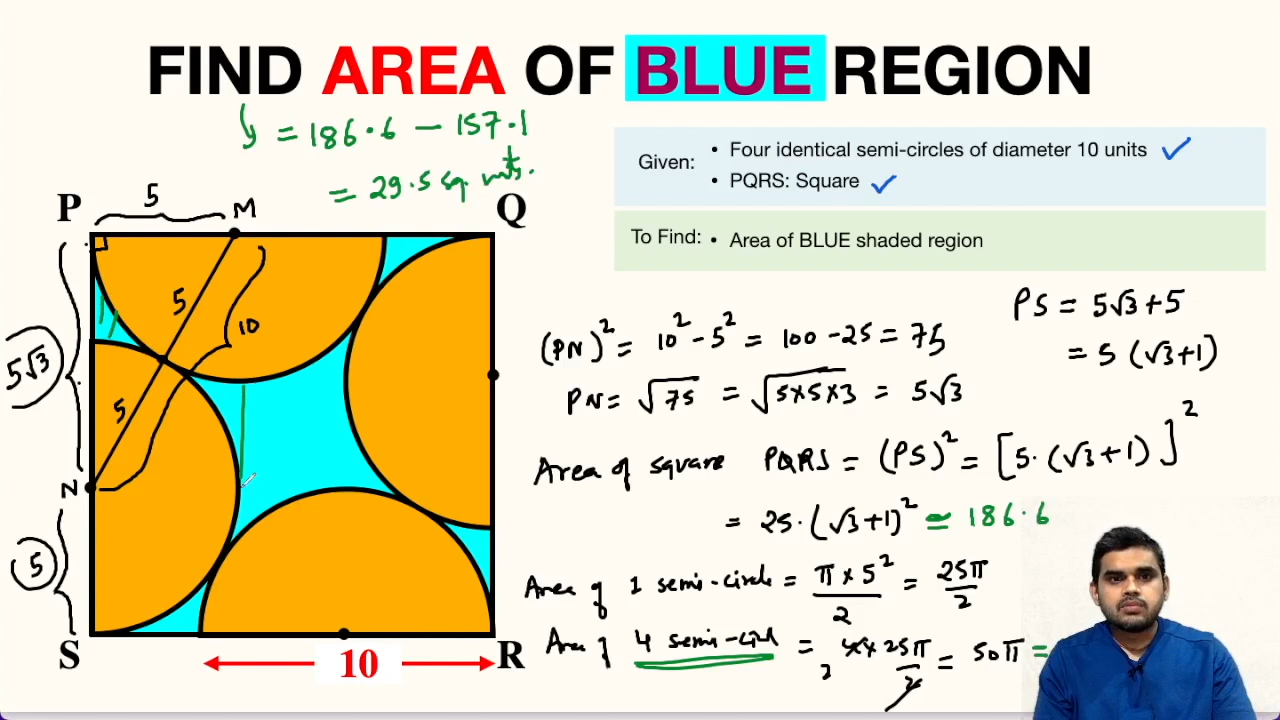 FIND AREA OF BLUE REGION
= 186.6 – 157.1
= 29.5 sq units.
Given:
• Four identical semi-circles of diameter 10 units
• PQRS: Square
To Find: • Area of BLUE shaded region
P
5
M
Q
5
10
5√3
5
N
5
S
10
R
(PN)² = 10² - 5² = 100 - 25 = 75
PN = √75 = √5×5×3 = 5√3
PS = 5√3 + 5
= 5 (√3+1)
Area of square PQRS = (PS)² = [5.(√3+1)]²
= 25.(√3+1)² ≃ 186.6
Area of 1 semi-circle = π×5²/2 = 25π/2
Area of 4 semi-circl = 4×25π/2 = 50π =
2